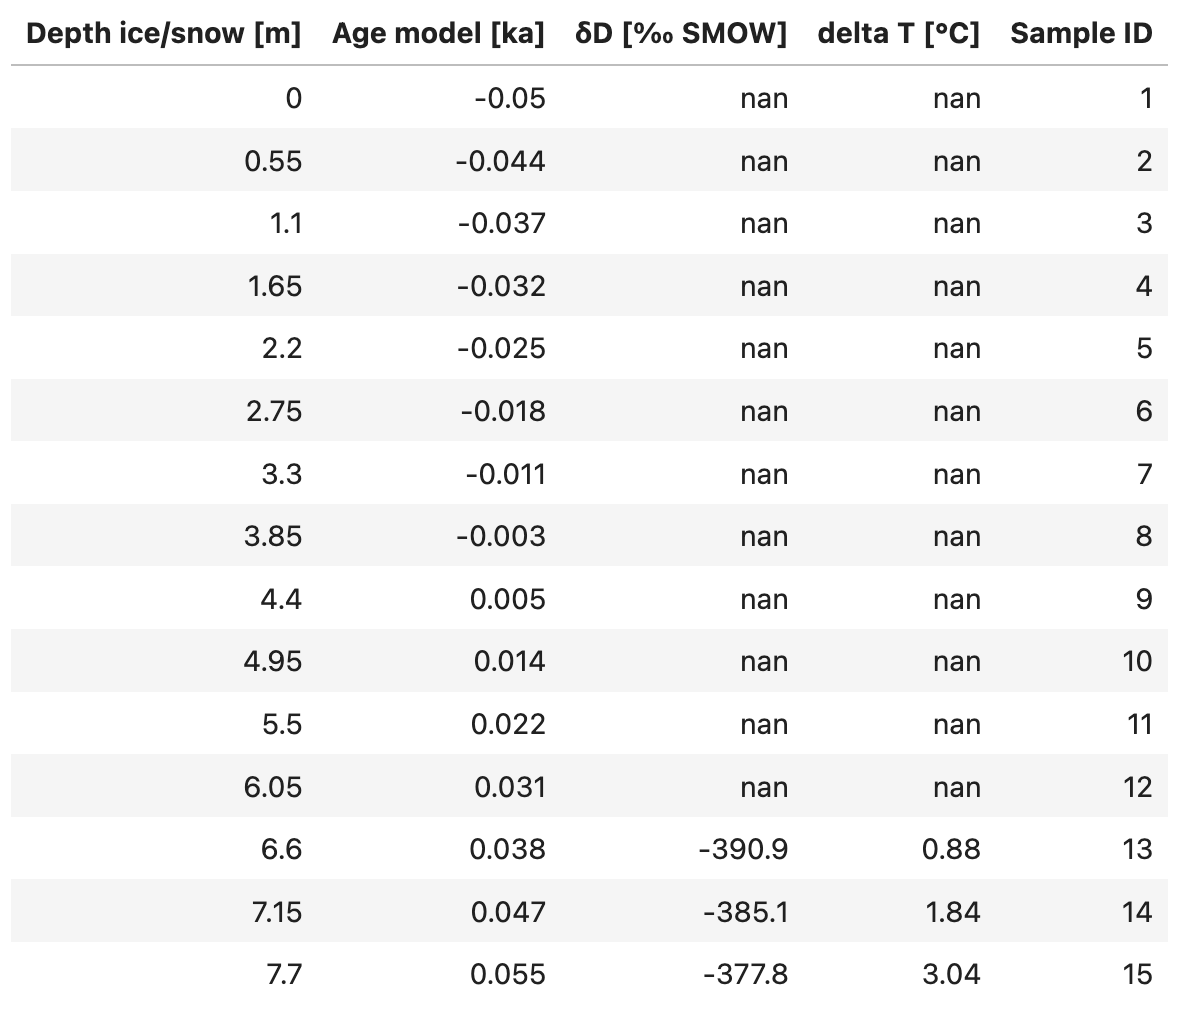 Depth ice/snow [m] Age model [ka] δD [‰ SMOW] delta T [°C] Sample ID
0 -0.05 nan nan 1
0.55 -0.044 nan nan 2
1.1 -0.037 nan nan 3
1.65 -0.032 nan nan 4
2.2 -0.025 nan nan 5
2.75 -0.018 nan nan 6
3.3 -0.011 nan nan 7
3.85 -0.003 nan nan 8
4.4 0.005 nan nan 9
4.95 0.014 nan nan 10
5.5 0.022 nan nan 11
6.05 0.031 nan nan 12
6.6 0.038 -390.9 0.88 13
7.15 0.047 -385.1 1.84 14
7.7 0.055 -377.8 3.04 15